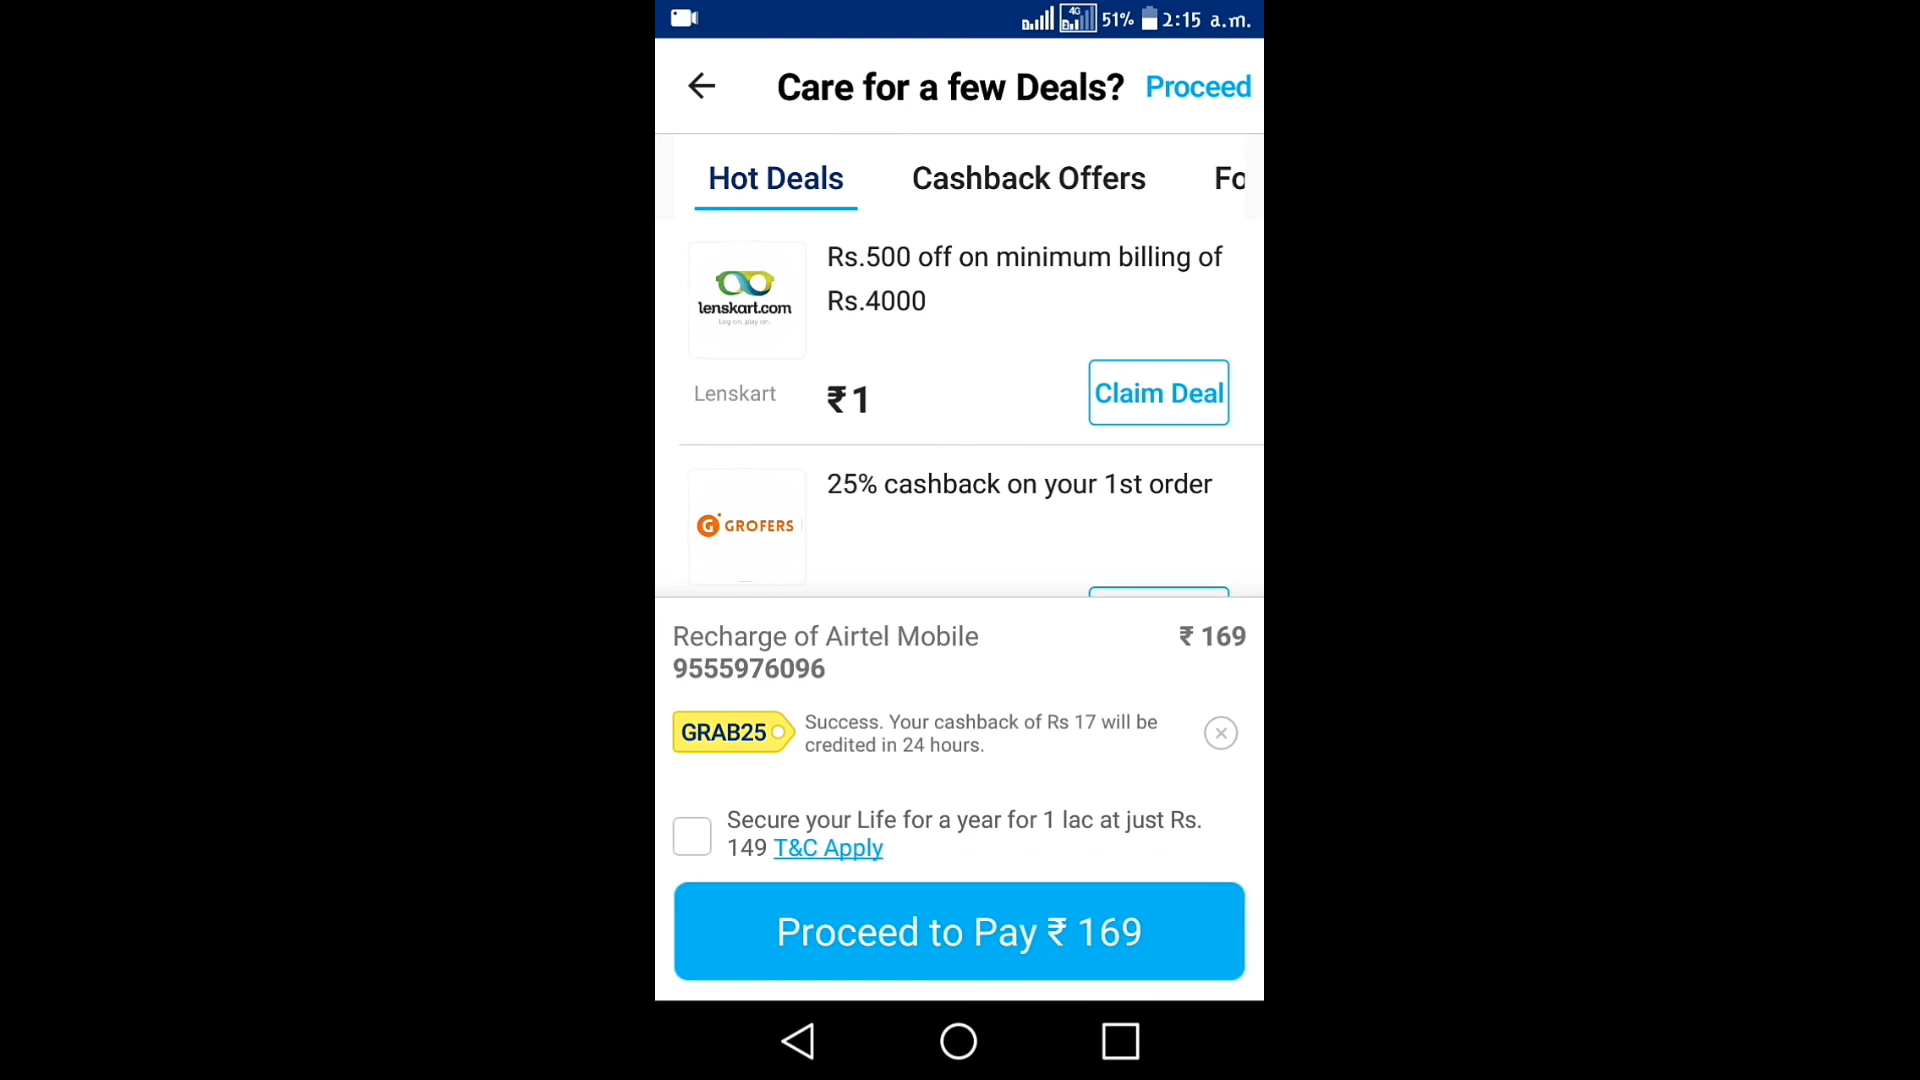 4G
51% 2:15 a.m.
Care for a few Deals? Proceed
Hot Deals Cashback Offers Fo
Rs.500 off on minimum billing of
Rs.4000
lenskart.com
Log on, play on.
Lenskart ₹1 Claim Deal
25% cashback on your 1st order
G GROFERS
Recharge of Airtel Mobile ₹ 169
9555976096
GRAB25 Success. Your cashback of Rs 17 will be
credited in 24 hours.
Secure your Life for a year for 1 lac at just Rs.
149 T&C Apply
Proceed to Pay ₹ 169